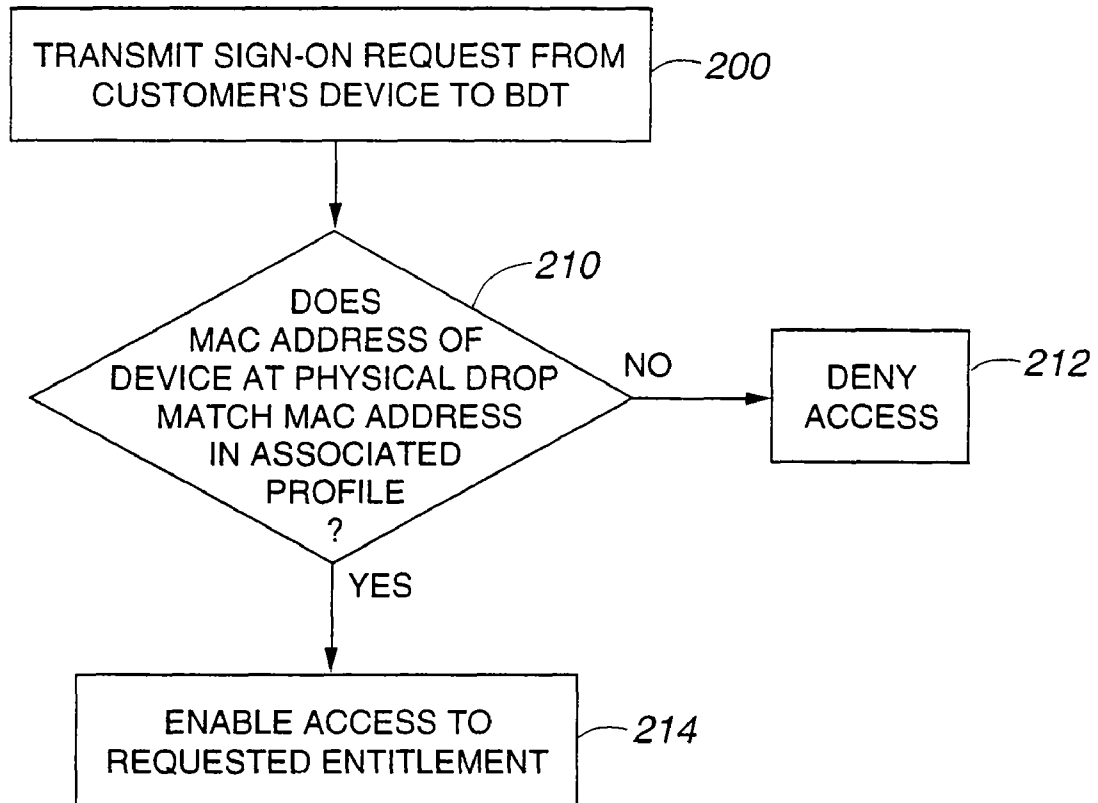 TRANSMIT SIGN-ON REQUEST FROM
CUSTOMER'S DEVICE TO BDT
200
210
DOES
MAC ADDRESS OF
DEVICE AT PHYSICAL DROP
MATCH MAC ADDRESS
IN ASSOCIATED
PROFILE
?
NO
DENY
ACCESS
212
YES
ENABLE ACCESS TO
REQUESTED ENTITLEMENT
214